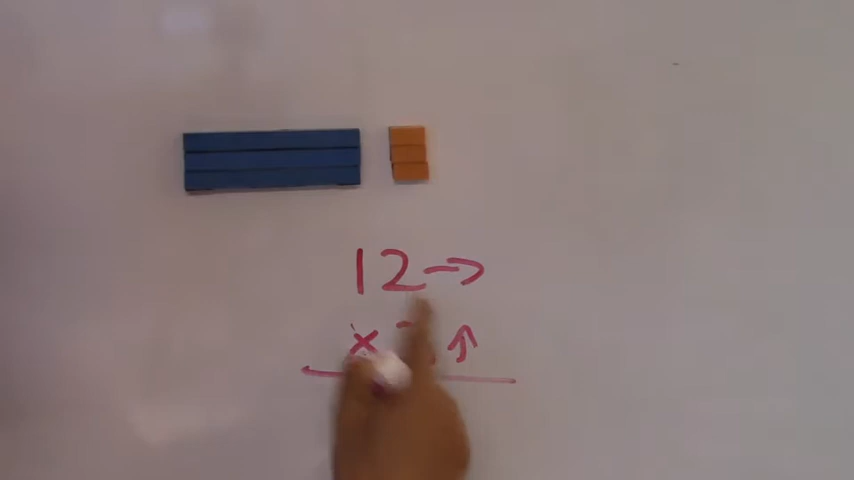 12→
× ↑